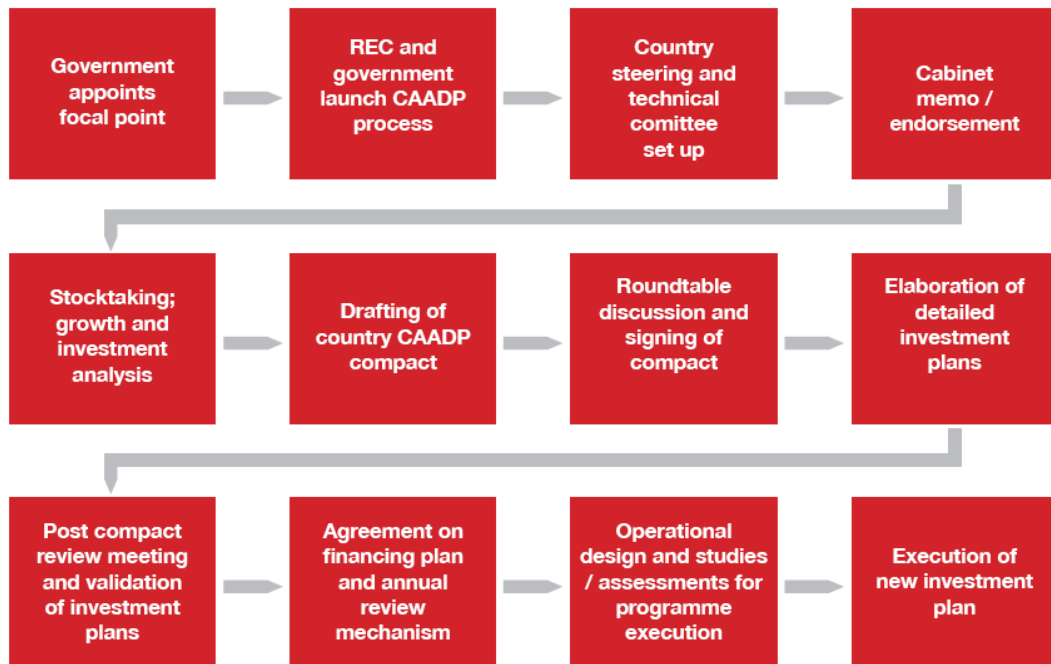 Government
appoints
focal point
REC and
government
launch CAADP
process
Country
steering and
technical
comittee
set up
Cabinet
memo /
endorsement
Stocktaking;
growth and
investment
analysis
Drafting of
country CAADP
compact
Roundtable
discussion and
signing of
compact
Elaboration of
detailed
investment
plans
Post compact
review meeting
and validation
of investment
plans
Agreement on
financing plan
and annual
review
mechanism
Operational
design and studies
/ assessments for
programme
execution
Execution of
new investment
plan